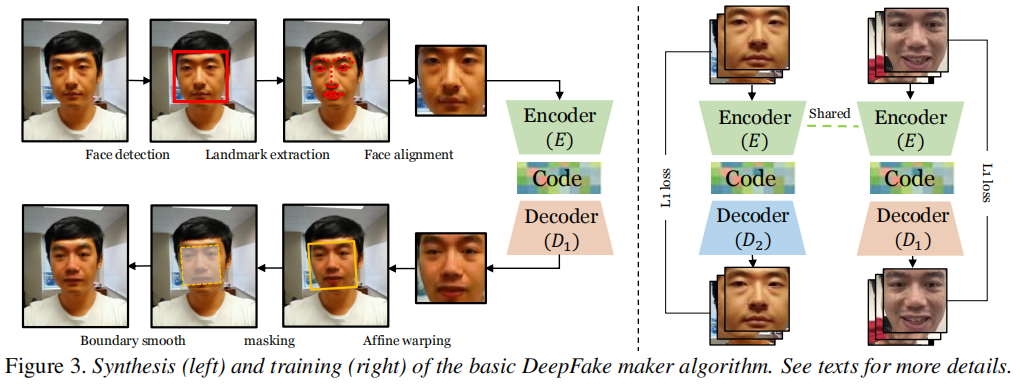 Face detection
Landmark extraction
Face alignment
Encoder
(E)
Code
Decoder
(D₁)
Boundary smooth
masking
Affine warping
L1 loss
Encoder
(E)
Shared
Encoder
(E)
L1 loss
Code
Code
Decoder
(D₂)
Decoder
(D₁)
Figure 3. Synthesis (left) and training (right) of the basic DeepFake maker algorithm. See texts for more details.